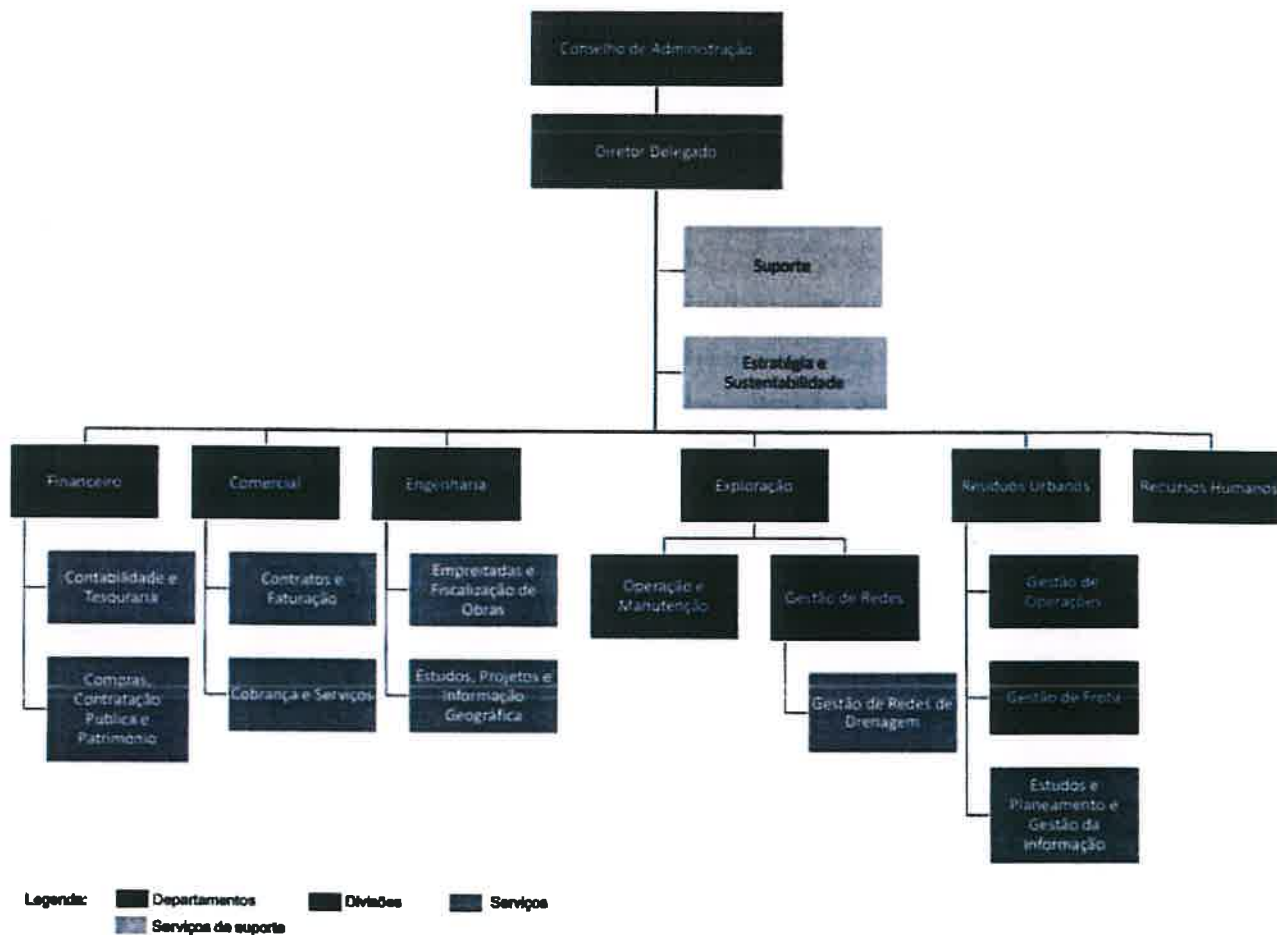 Conselho de Administração
Diretor Delegado
Suporte
Estratégia e
Sustentabilidade
Financeiro
Comercial
Engenharia
Exploração
Resíduos Urbanos
Recursos Humanos
Contabilidade e
Tesouraria
Contratos e
Faturação
Empreitadas e
Fiscalização de
Obras
Operação e
Manutenção
Gestão de Redes
Gestão de
Operações
Compras,
Contratação
Publica e
Patrimonio
Cobrança e Serviços
Estudos, Projetos e
Informação
Geográfica
Gestão de Redes de
Drenagem
Gestão de Frota
Estudos e
Planeamento e
Gestão da
Informação
Legenda: Departamentos Divisões Serviços
Serviços de suporte